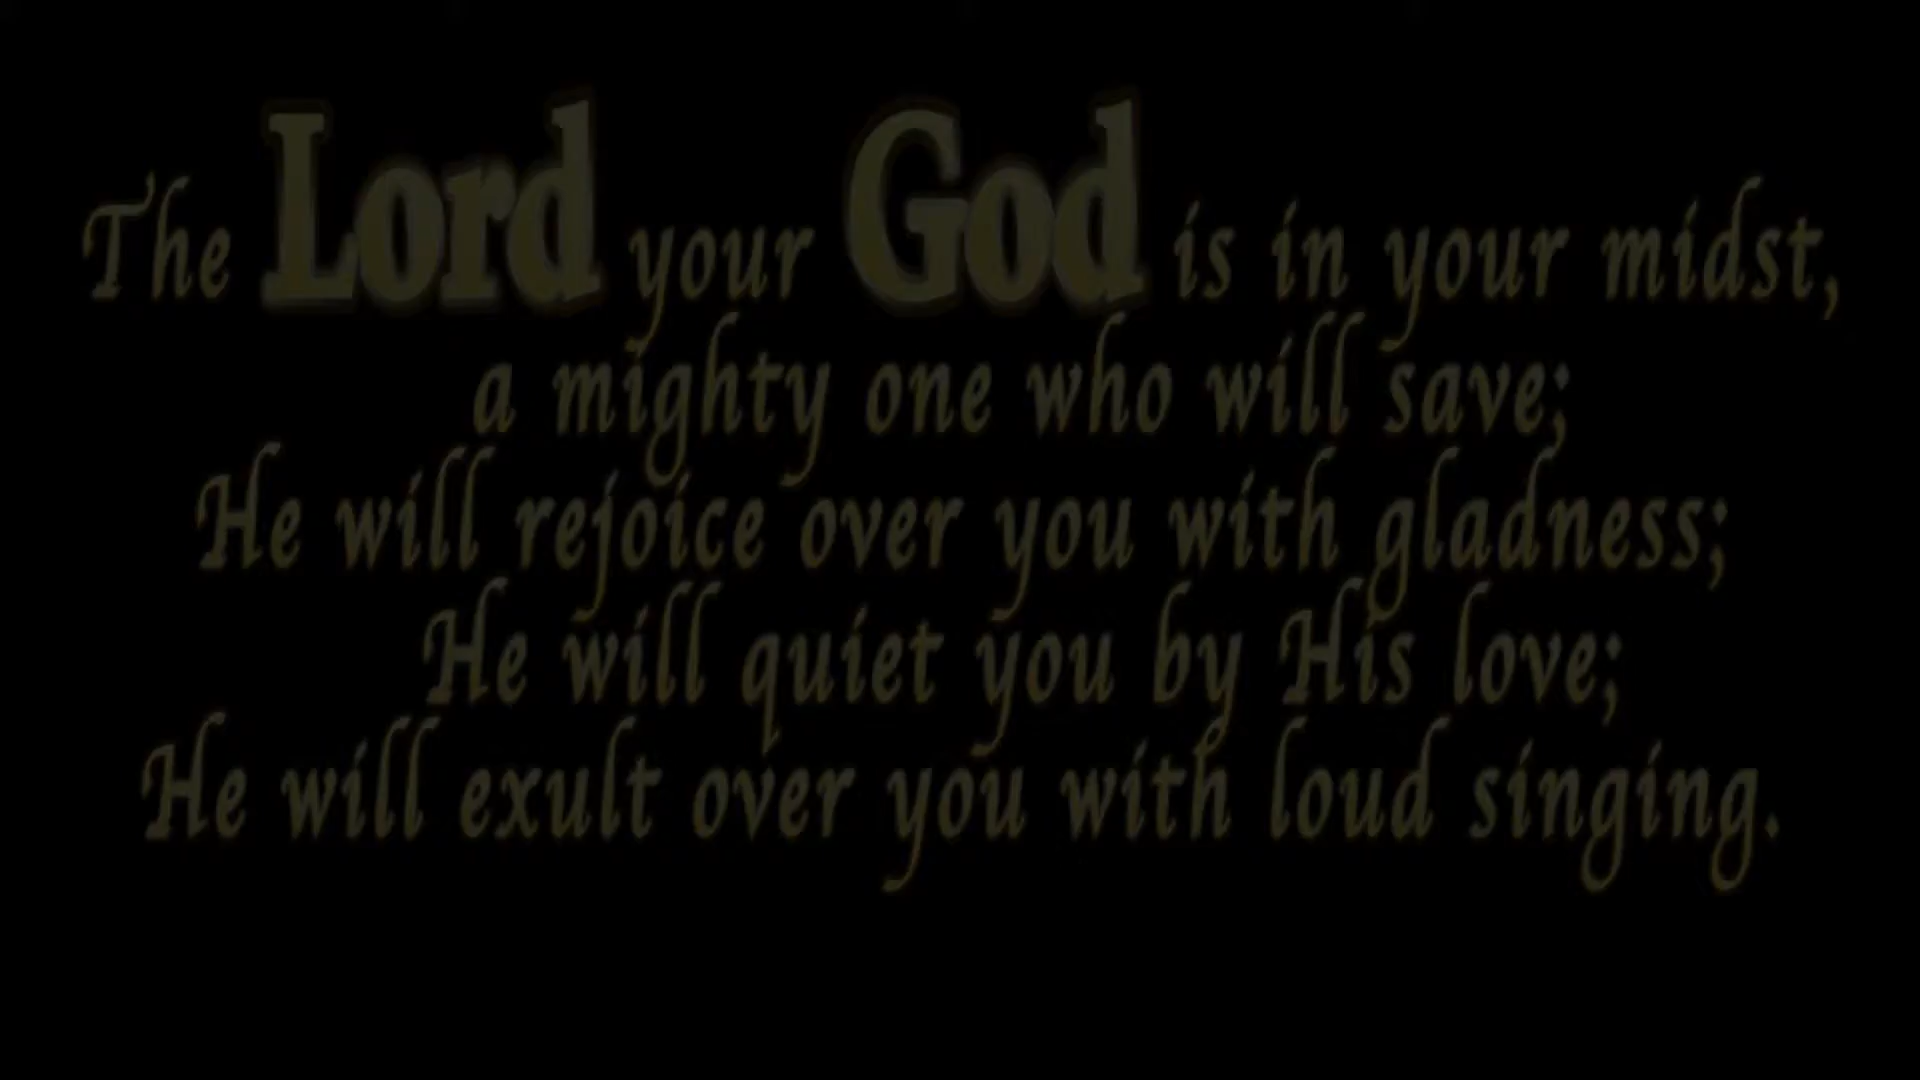 The Lord your God is in your midst,
a mighty one who will save;
He will rejoice over you with gladness;
He will quiet you by His love;
He will exult over you with loud singing.